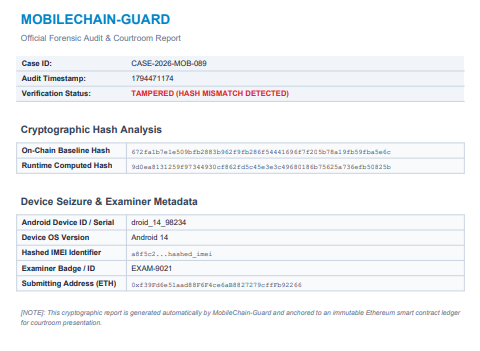 MOBILECHAIN-GUARD
Official Forensic Audit & Courtroom Report
Case ID: CASE-2026-MOB-089
Audit Timestamp: 1794471174
Verification Status: TAMPERED (HASH MISMATCH DETECTED)
Cryptographic Hash Analysis
On-Chain Baseline Hash 672fa1b7e1e509bfb2883b962f9fb286f54441696f7f205b78a19fb59fba5e6c
Runtime Computed Hash 9d0ea8131259f97344930cf862fd5c45e3e3c49680186b75625a736efb50825b
Device Seizure & Examiner Metadata
Android Device ID / Serial droid_14_98234
Device OS Version Android 14
Hashed IMEI Identifier a8f5c2...hashed_imei
Examiner Badge / ID EXAM-9021
Submitting Address (ETH) 0xf39Fd6e51aad88F6F4ce6aB8827279cffFb92266
[NOTE]: This cryptographic report is generated automatically by MobileChain-Guard and anchored to an immutable Ethereum smart contract ledger
for courtroom presentation.